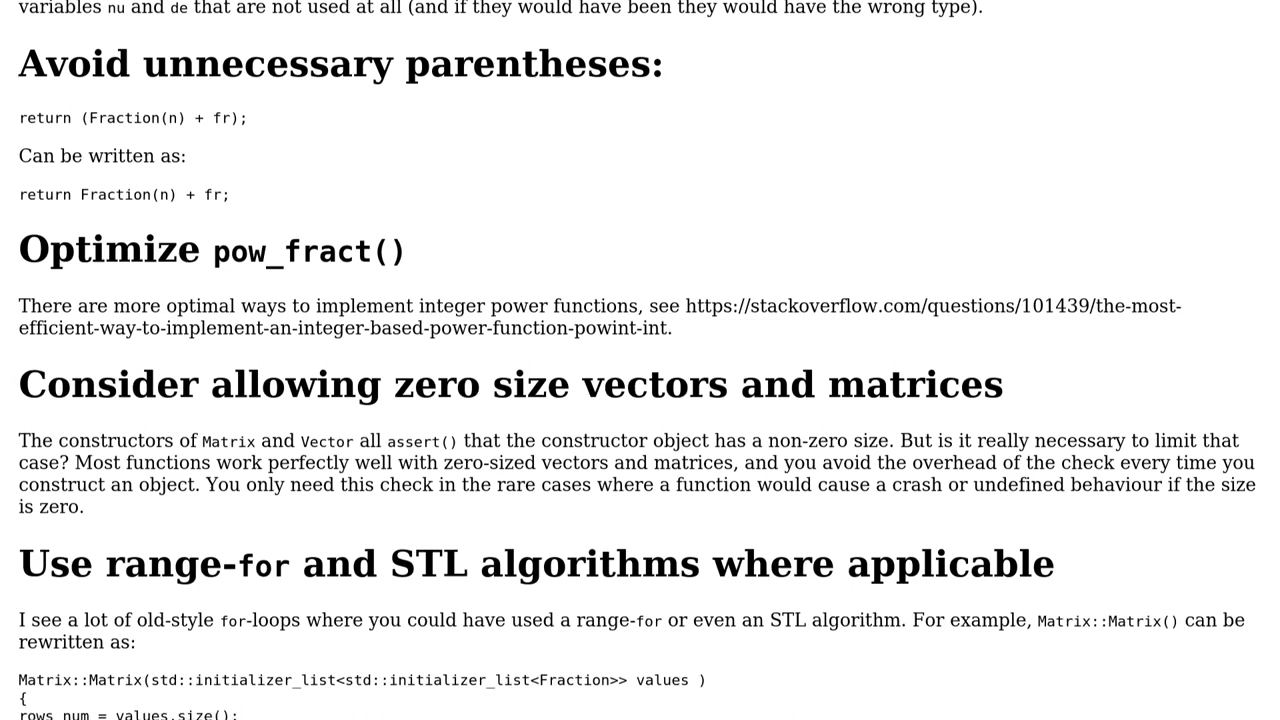 variables nu and de that are not used at all (and if they would have been they would have the wrong type).
Avoid unnecessary parentheses:
return (Fraction(n) + fr);
Can be written as:
return Fraction(n) + fr;
Optimize pow_fract()
There are more optimal ways to implement integer power functions, see https://stackoverflow.com/questions/101439/the-most-
efficient-way-to-implement-an-integer-based-power-function-powint-int.
Consider allowing zero size vectors and matrices
The constructors of Matrix and Vector all assert() that the constructor object has a non-zero size. But is it really necessary to limit that
case? Most functions work perfectly well with zero-sized vectors and matrices, and you avoid the overhead of the check every time you
construct an object. You only need this check in the rare cases where a function would cause a crash or undefined behaviour if the size
is zero.
Use range-for and STL algorithms where applicable
I see a lot of old-style for-loops where you could have used a range-for or even an STL algorithm. For example, Matrix::Matrix() can be
rewritten as:
Matrix::Matrix(std::initializer_list<std::initializer_list<Fraction>> values )
{
rows_num = values.size();